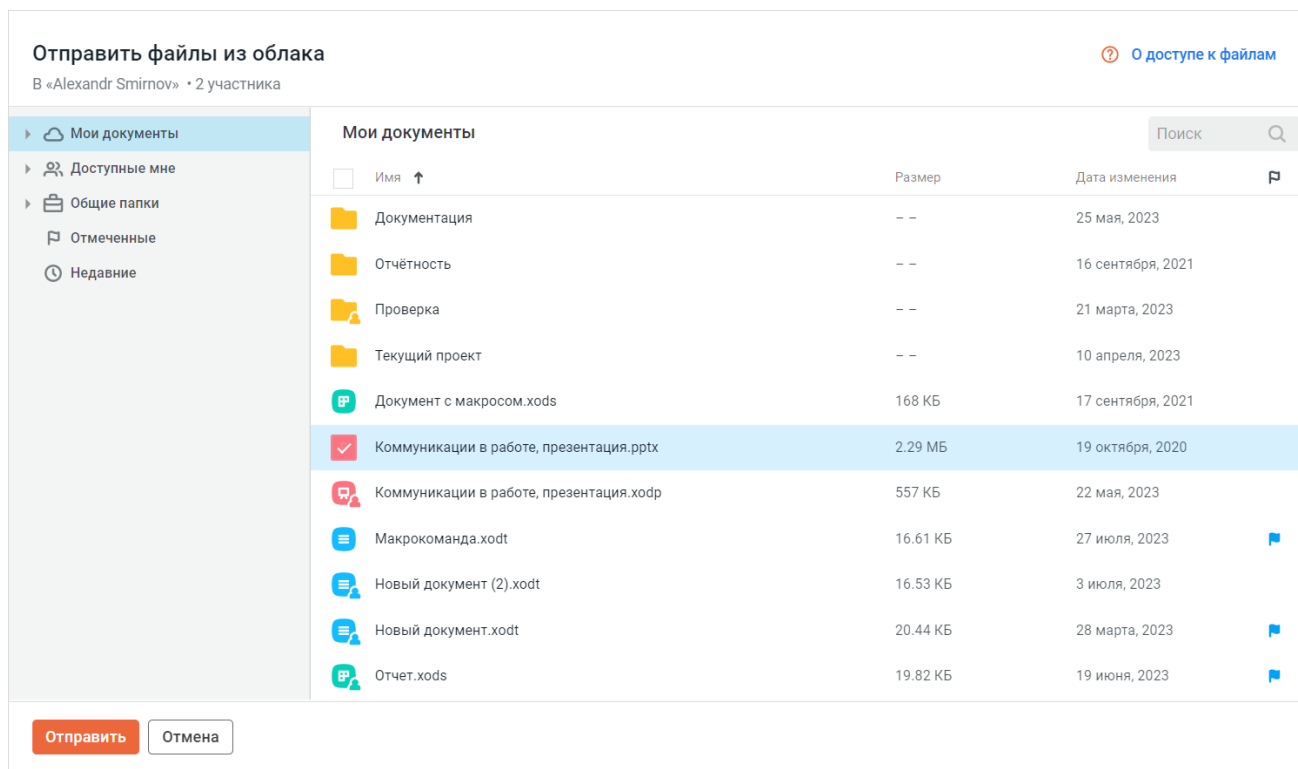 Отправить файлы из облака
О доступе к файлам
В «Alexandr Smirnov» • 2 участника
Мои документы
Доступные мне
Общие папки
Отмеченные
Недавние
Мои документы
Поиск
Имя Размер Дата изменения
Документация – – 25 мая, 2023
Отчётность – – 16 сентября, 2021
Проверка – – 21 марта, 2023
Текущий проект – – 10 апреля, 2023
Документ с макросом.xods 168 КБ 17 сентября, 2021
Коммуникации в работе, презентация.pptx 2.29 МБ 19 октября, 2020
Коммуникации в работе, презентация.xodp 557 КБ 22 мая, 2023
Макрокоманда.xodt 16.61 КБ 27 июля, 2023
Новый документ (2).xodt 16.53 КБ 3 июля, 2023
Новый документ.xodt 20.44 КБ 28 марта, 2023
Отчет.xods 19.82 КБ 19 июня, 2023
Отправить Отмена